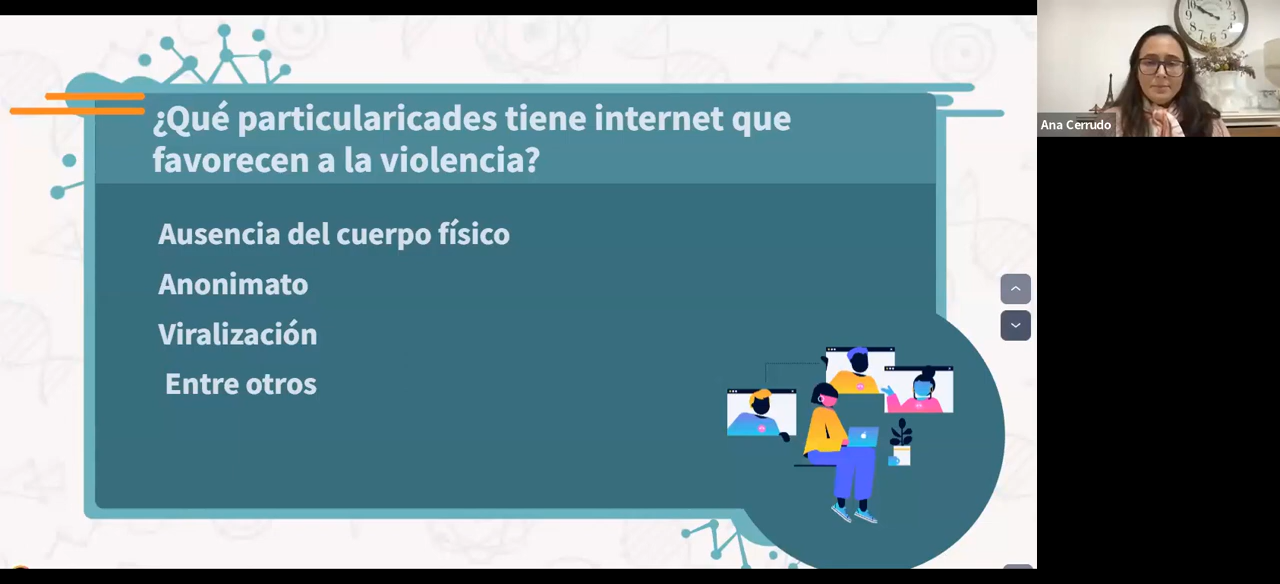 ¿Qué particularicades tiene internet que
favorecen a la violencia?
Ausencia del cuerpo físico
Anonimato
Viralización
Entre otros
Ana Cerrudo